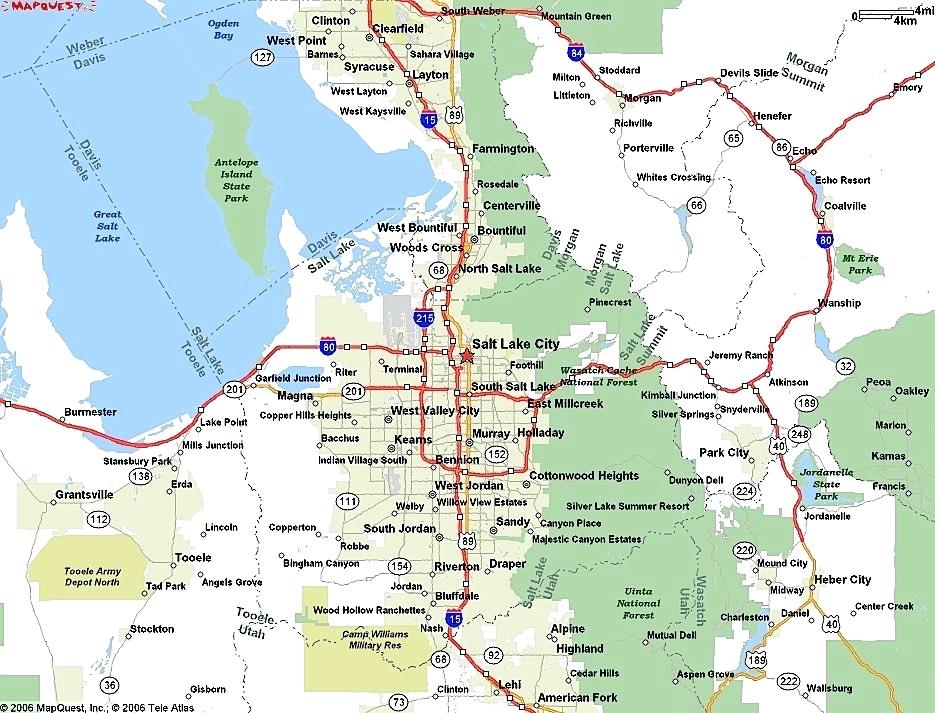 MAPQUEST
Ogden
Bay
Clinton
South Weber
Mountain Green
4mi
4km
Clearfield
West Point
Weber
Davis
127
Barnes
Sahara Village
84
Morgan
Summit
Syracuse
Layton
Milton
Stoddard
Devils Slide
Emory
West Layton
Littleton
Morgan
West Kaysville
15
89
Henefer
Richville
65
86
Echo
Davis
Tooele
Farmington
Porterville
Antelope
Island
State
Park
Rosedale
Whites Crossing
Echo Resort
Centerville
66
Coalville
Great
Salt
Lake
West Bountiful
Bountiful
Davis
Salt Lake
Davis
Morgan
80
Woods Cross
Morgan
Salt Lake
Mt Erie
Park
68
North Salt Lake
Pinecrest
Wanship
215
Salt Lake
Tooele
Salt Lake
Summit
80
Salt Lake City
Jeremy Ranch
Riter
Terminal
Foothill
Wasatch Cache
National Forest
32
Garfield Junction
201
201
South Salt Lake
Atkinson
Peoa
Oakley
Magna
Kimball Junction
189
Burmester
Copper Hills Heights
West Valley City
East Millcreek
Silver Springs
Snyderville
Lake Point
Marion
Bacchus
Kearns
Murray
Holladay
40
248
Mills Junction
Stansbury Park
Indian Village South
Bennion
152
Park City
Kamas
138
Erda
Cottonwood Heights
Dunyon Dell
Jordanelle
State
Park
Francis
Grantsville
West Jordan
224
111
Welby
Willow View Estates
Silver Lake Summer Resort
112
Lincoln
Copperton
South Jordan
Sandy
Canyon Place
Jordanelle
Robbe
89
Majestic Canyon Estates
Tooele
Bingham Canyon
220
Tooele Army
Depot North
154
Riverton
Draper
Mound City
Angels Grove
Salt Lake
Utah
Heber City
Tad Park
Jordan
Wasatch
Utah
Midway
Bluffdale
Uinta
National
Forest
Center Creek
Tooele
Utah
Wood Hollow Ranchettes
15
Charleston
Daniel
40
Stockton
Camp Williams
Military Res
Nash
Alpine
Mutual Dell
Highland
68
92
189
36
Cedar Hills
Aspen Grove
222
Gisborn
Clinton
Lehi
Wallsburg
73
American Fork
© 2006 MapQuest, Inc., © 2006 Tele Atlas